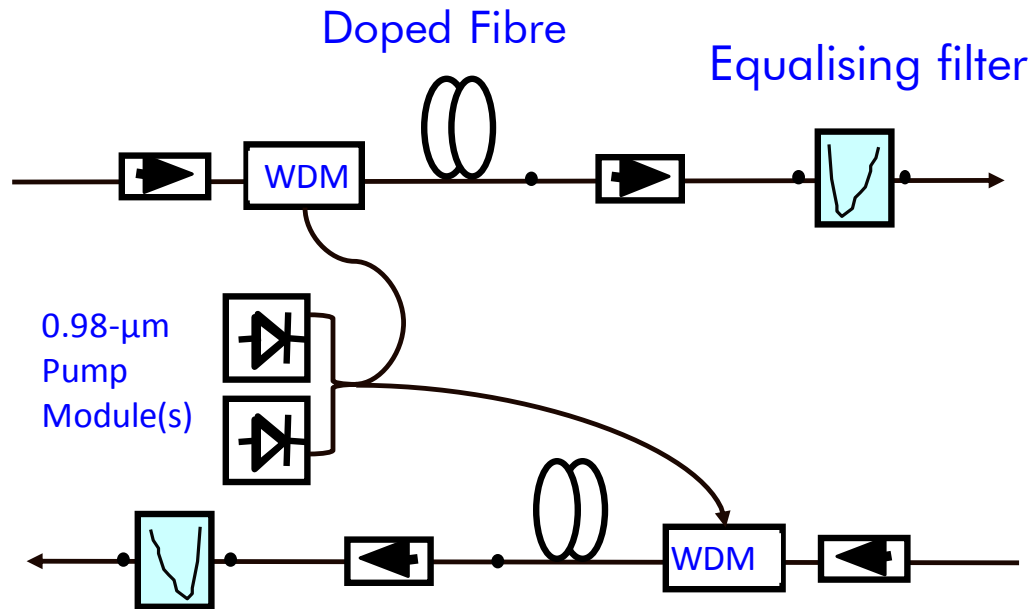 Doped Fibre
Equalising filter
WDM
0.98-μm
Pump
Module(s)
WDM